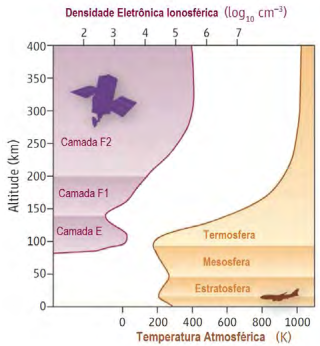 Densidade Eletrônica Ionosférica (log₁₀ cm⁻³)
2 3 4 5 6 7
400
350
300
250
200
150
100
50
0
Altitude (km)
Camada F2
Camada F1
Camada E
Termosfera
Mesosfera
Estratosfera
0 200 400 600 800 1000
Temperatura Atmosférica (K)